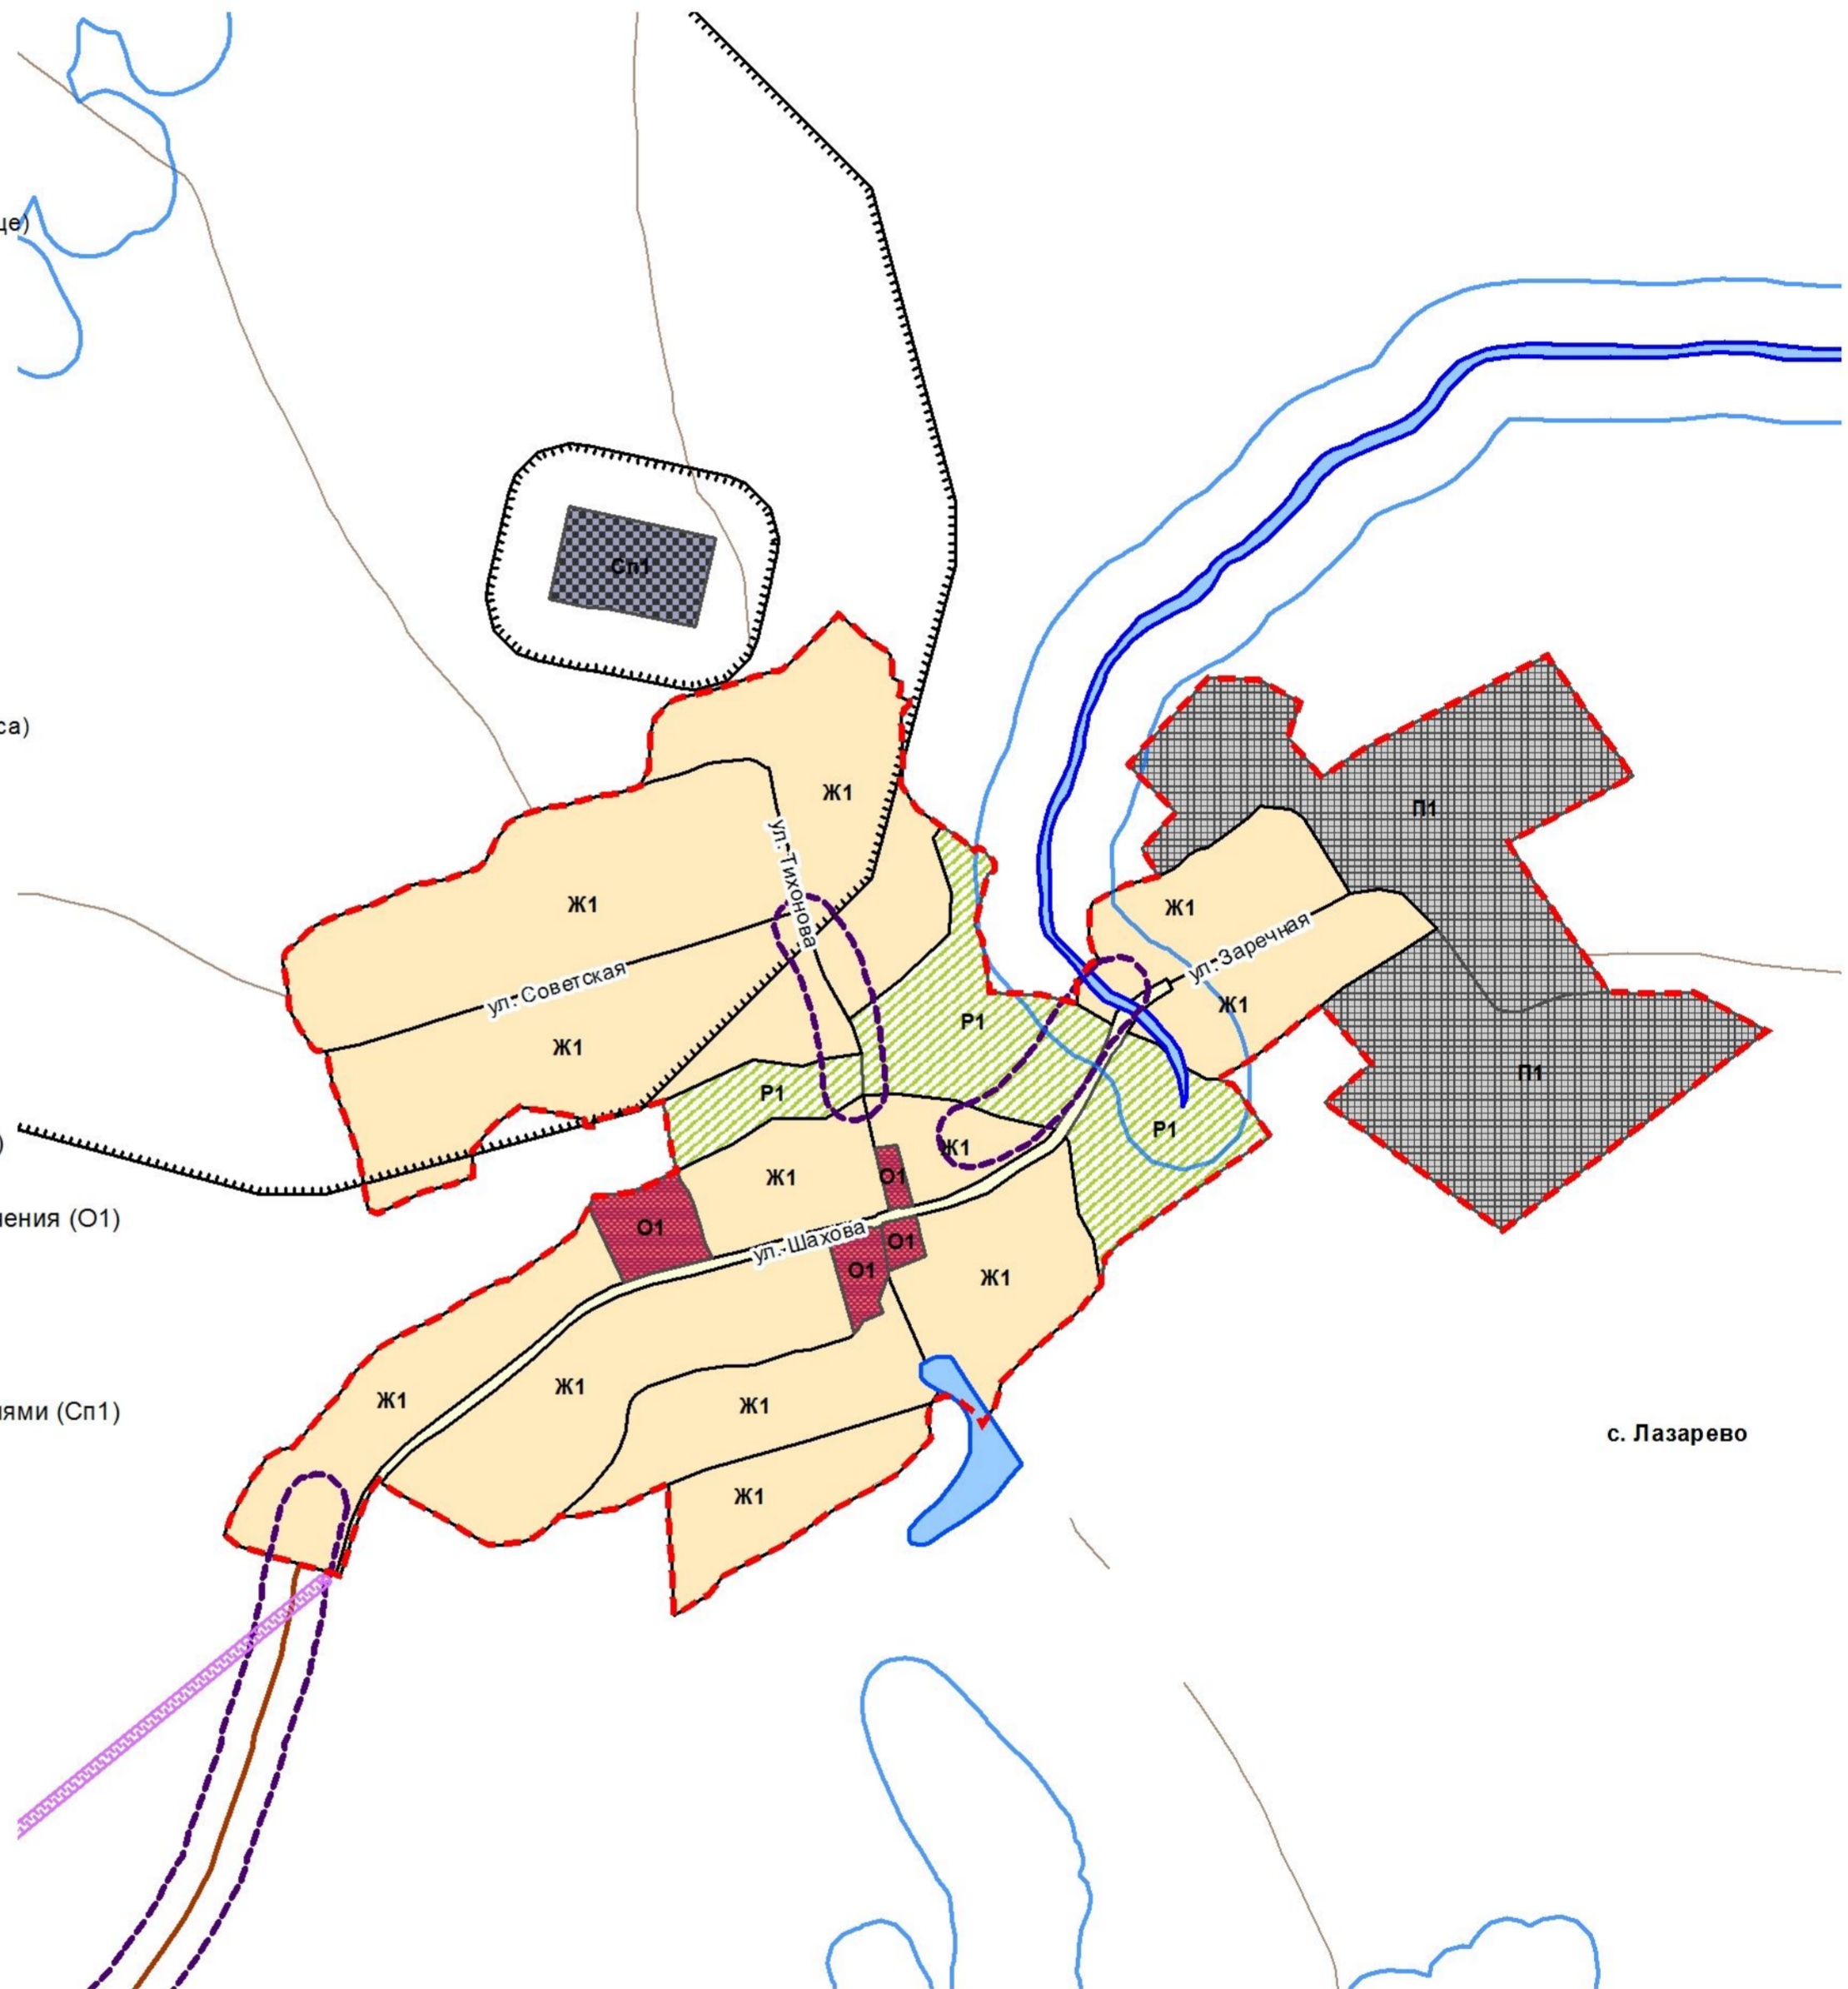 це)
Сп1
са)
Ж1
П1
ул. Тихонова
Ж1
Ж1
ул. Заречная
ул. Советская
Ж1
Р1
Ж1
П1
Р1
Р1
Ж1
Ж1
О1
ения (О1)
О1
ул. Шахова
О1
О1
Ж1
Ж1
Ж1
Ж1
ями (Сп1)
с. Лазарево
Ж1